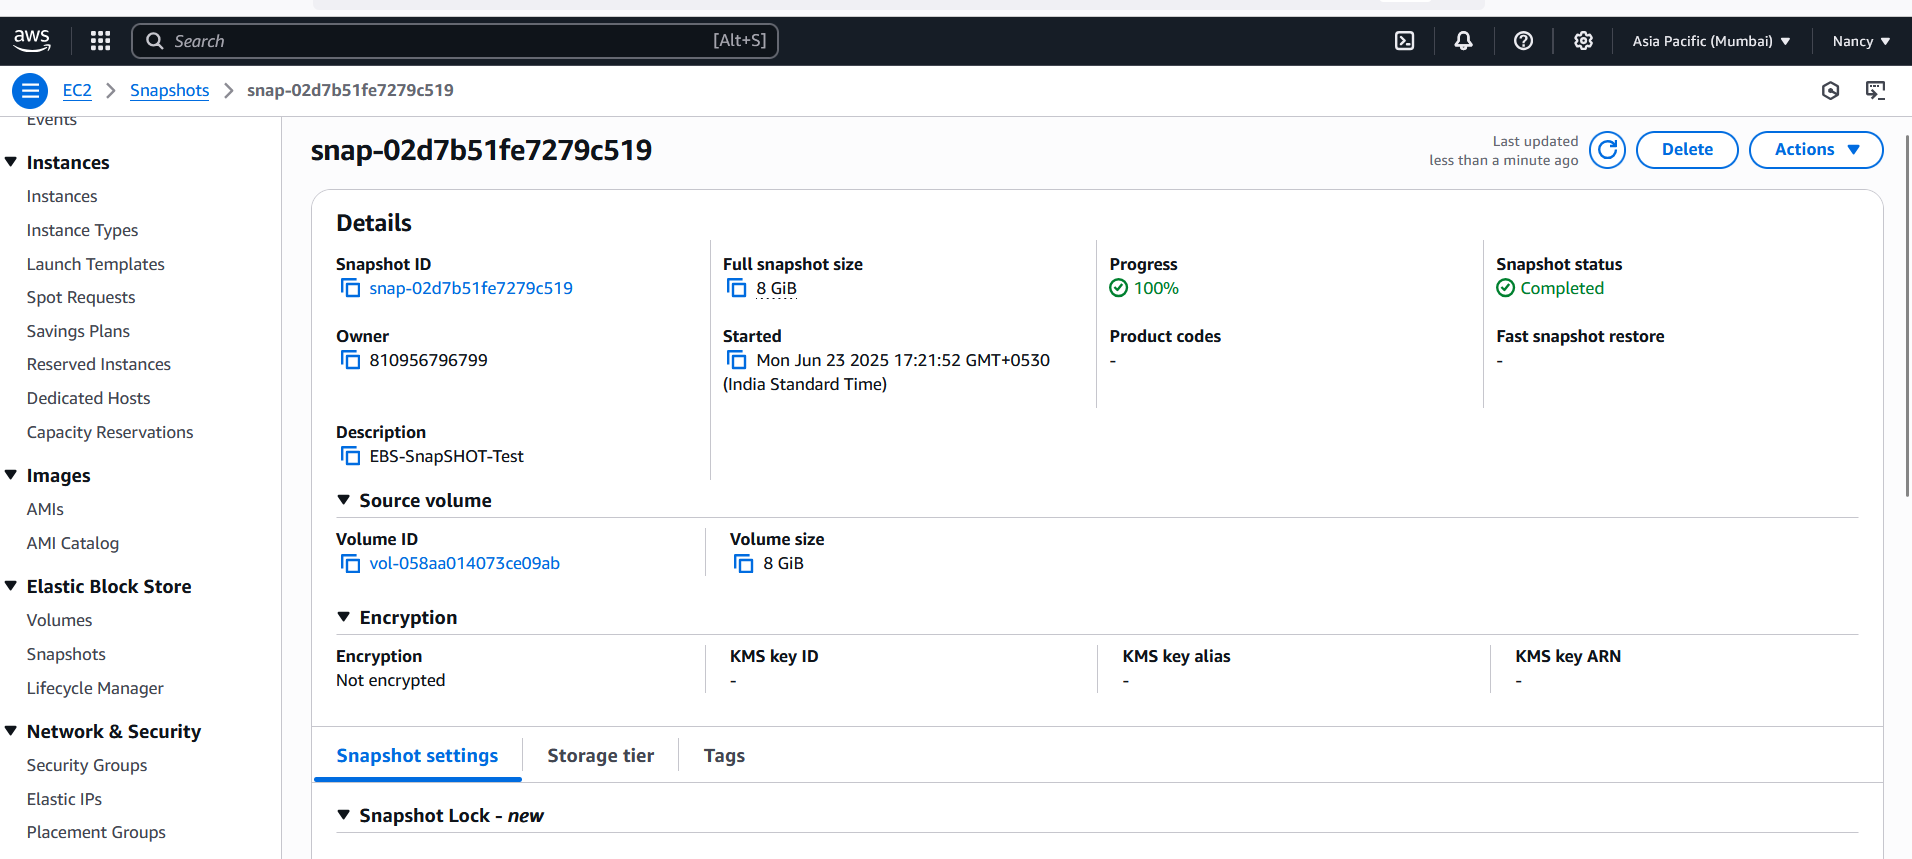 aws
Search [Alt+S]
Asia Pacific (Mumbai)
Nancy
EC2
Snapshots
snap-02d7b51fe7279c519
Events
Instances
Instances
Instance Types
Launch Templates
Spot Requests
Savings Plans
Reserved Instances
Dedicated Hosts
Capacity Reservations
Images
AMIs
AMI Catalog
Elastic Block Store
Volumes
Snapshots
Lifecycle Manager
Network & Security
Security Groups
Elastic IPs
Placement Groups
snap-02d7b51fe7279c519
Last updated
less than a minute ago
Delete
Actions
Details
Snapshot ID
snap-02d7b51fe7279c519
Full snapshot size
8 GiB
Progress
100%
Snapshot status
Completed
Owner
810956796799
Started
Mon Jun 23 2025 17:21:52 GMT+0530
(India Standard Time)
Product codes
-
Fast snapshot restore
-
Description
EBS-SnapSHOT-Test
Source volume
Volume ID
vol-058aa014073ce09ab
Volume size
8 GiB
Encryption
Encryption
Not encrypted
KMS key ID
-
KMS key alias
-
KMS key ARN
-
Snapshot settings
Storage tier
Tags
Snapshot Lock - new